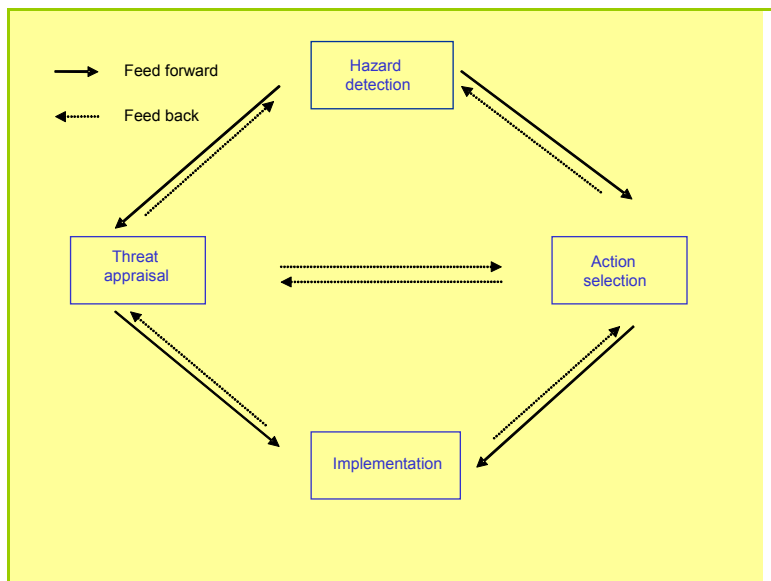 Feed forward
Feed back
Hazard
detection
Threat
appraisal
Action
selection
Implementation